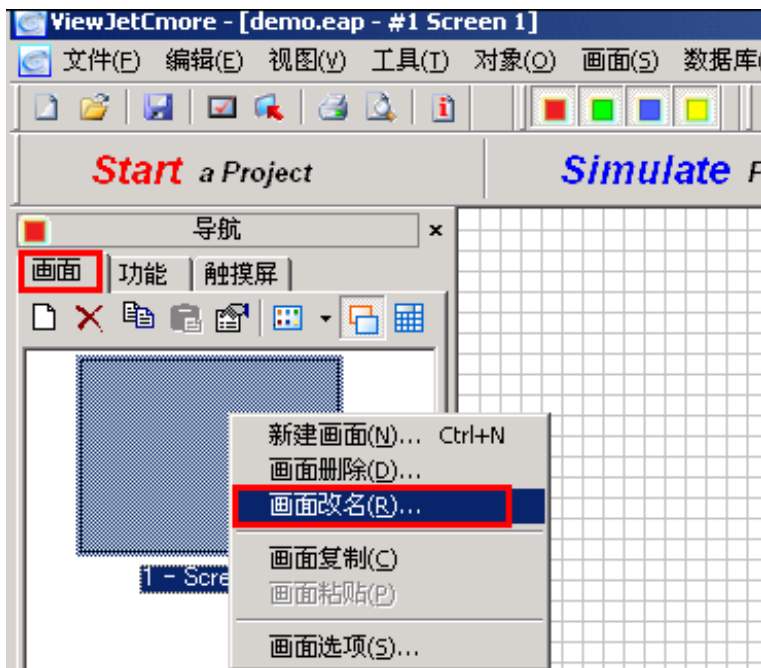 ViewJetCmore - [demo.eap - #1 Screen 1]
文件(F) 编辑(E) 视图(V) 工具(T) 对象(O) 画面(S) 数据库(
Start a Project Simulate
导航
画面 功能 触摸屏
新建画面(N)... Ctrl+N
画面删除(D)...
画面改名(R)...
1 - Scre
画面复制(C)
画面粘贴(P)
画面选项(S)...